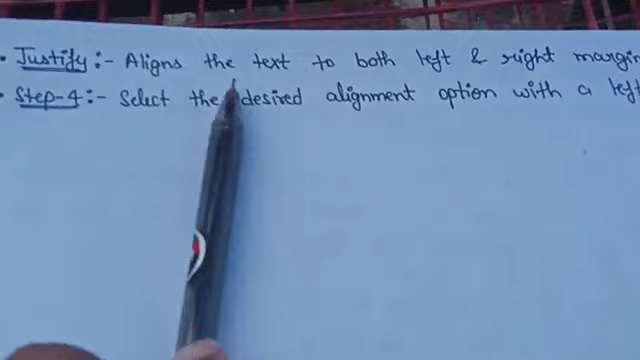 • Justify :- Aligns the text to both left & right margin
• Step-4 :- Select the desired alignment option with a left